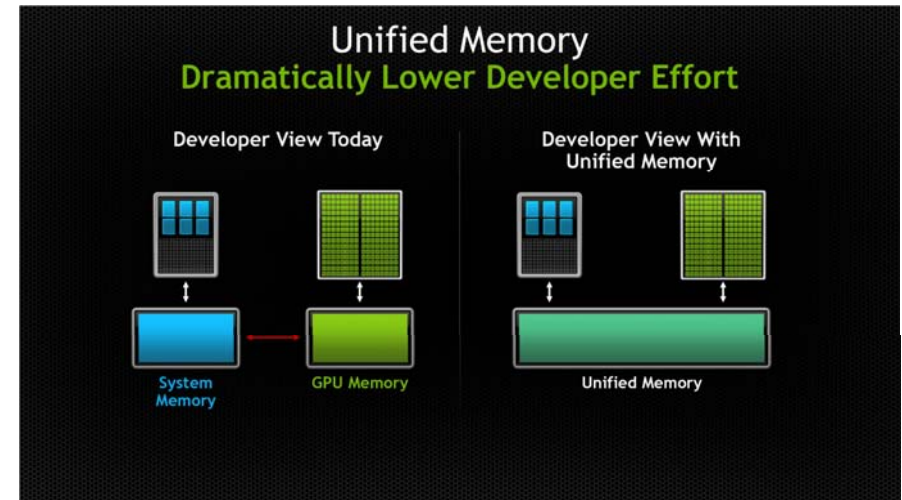 Unified Memory
Dramatically Lower Developer Effort
Developer View Today
System
Memory
GPU Memory
Developer View With
Unified Memory
Unified Memory